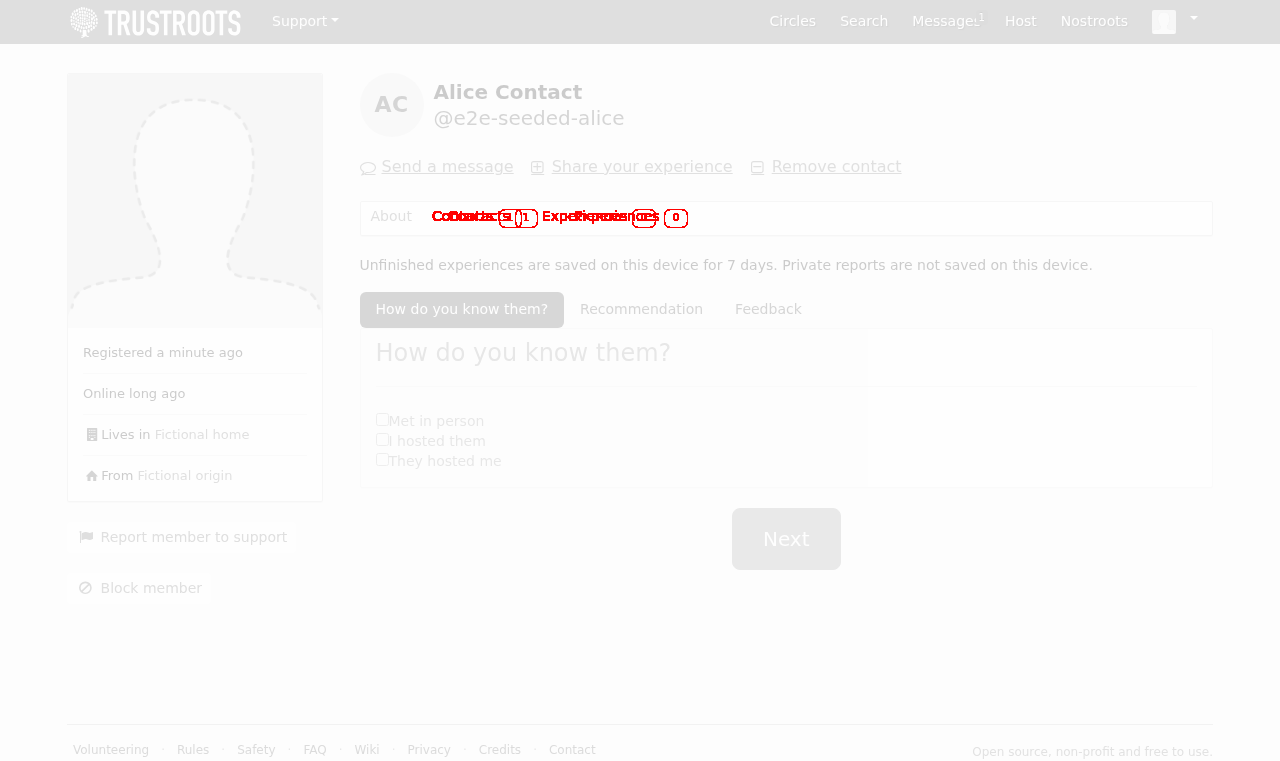 TRUSTROOTS Support Circles Search Messages 1 Host Nostroots
AC Alice Contact
@e2e-seeded-alice
Send a message Share your experience Remove contact
About Contacts 1 Experiences 0
Unfinished experiences are saved on this device for 7 days. Private reports are not saved on this device.
How do you know them? Recommendation Feedback
How do you know them?
Met in person
I hosted them
They hosted me
Next
Registered a minute ago
Online long ago
Lives in Fictional home
From Fictional origin
Report member to support
Block member
Volunteering · Rules · Safety · FAQ · Wiki · Privacy · Credits · Contact
Open source, non-profit and free to use.